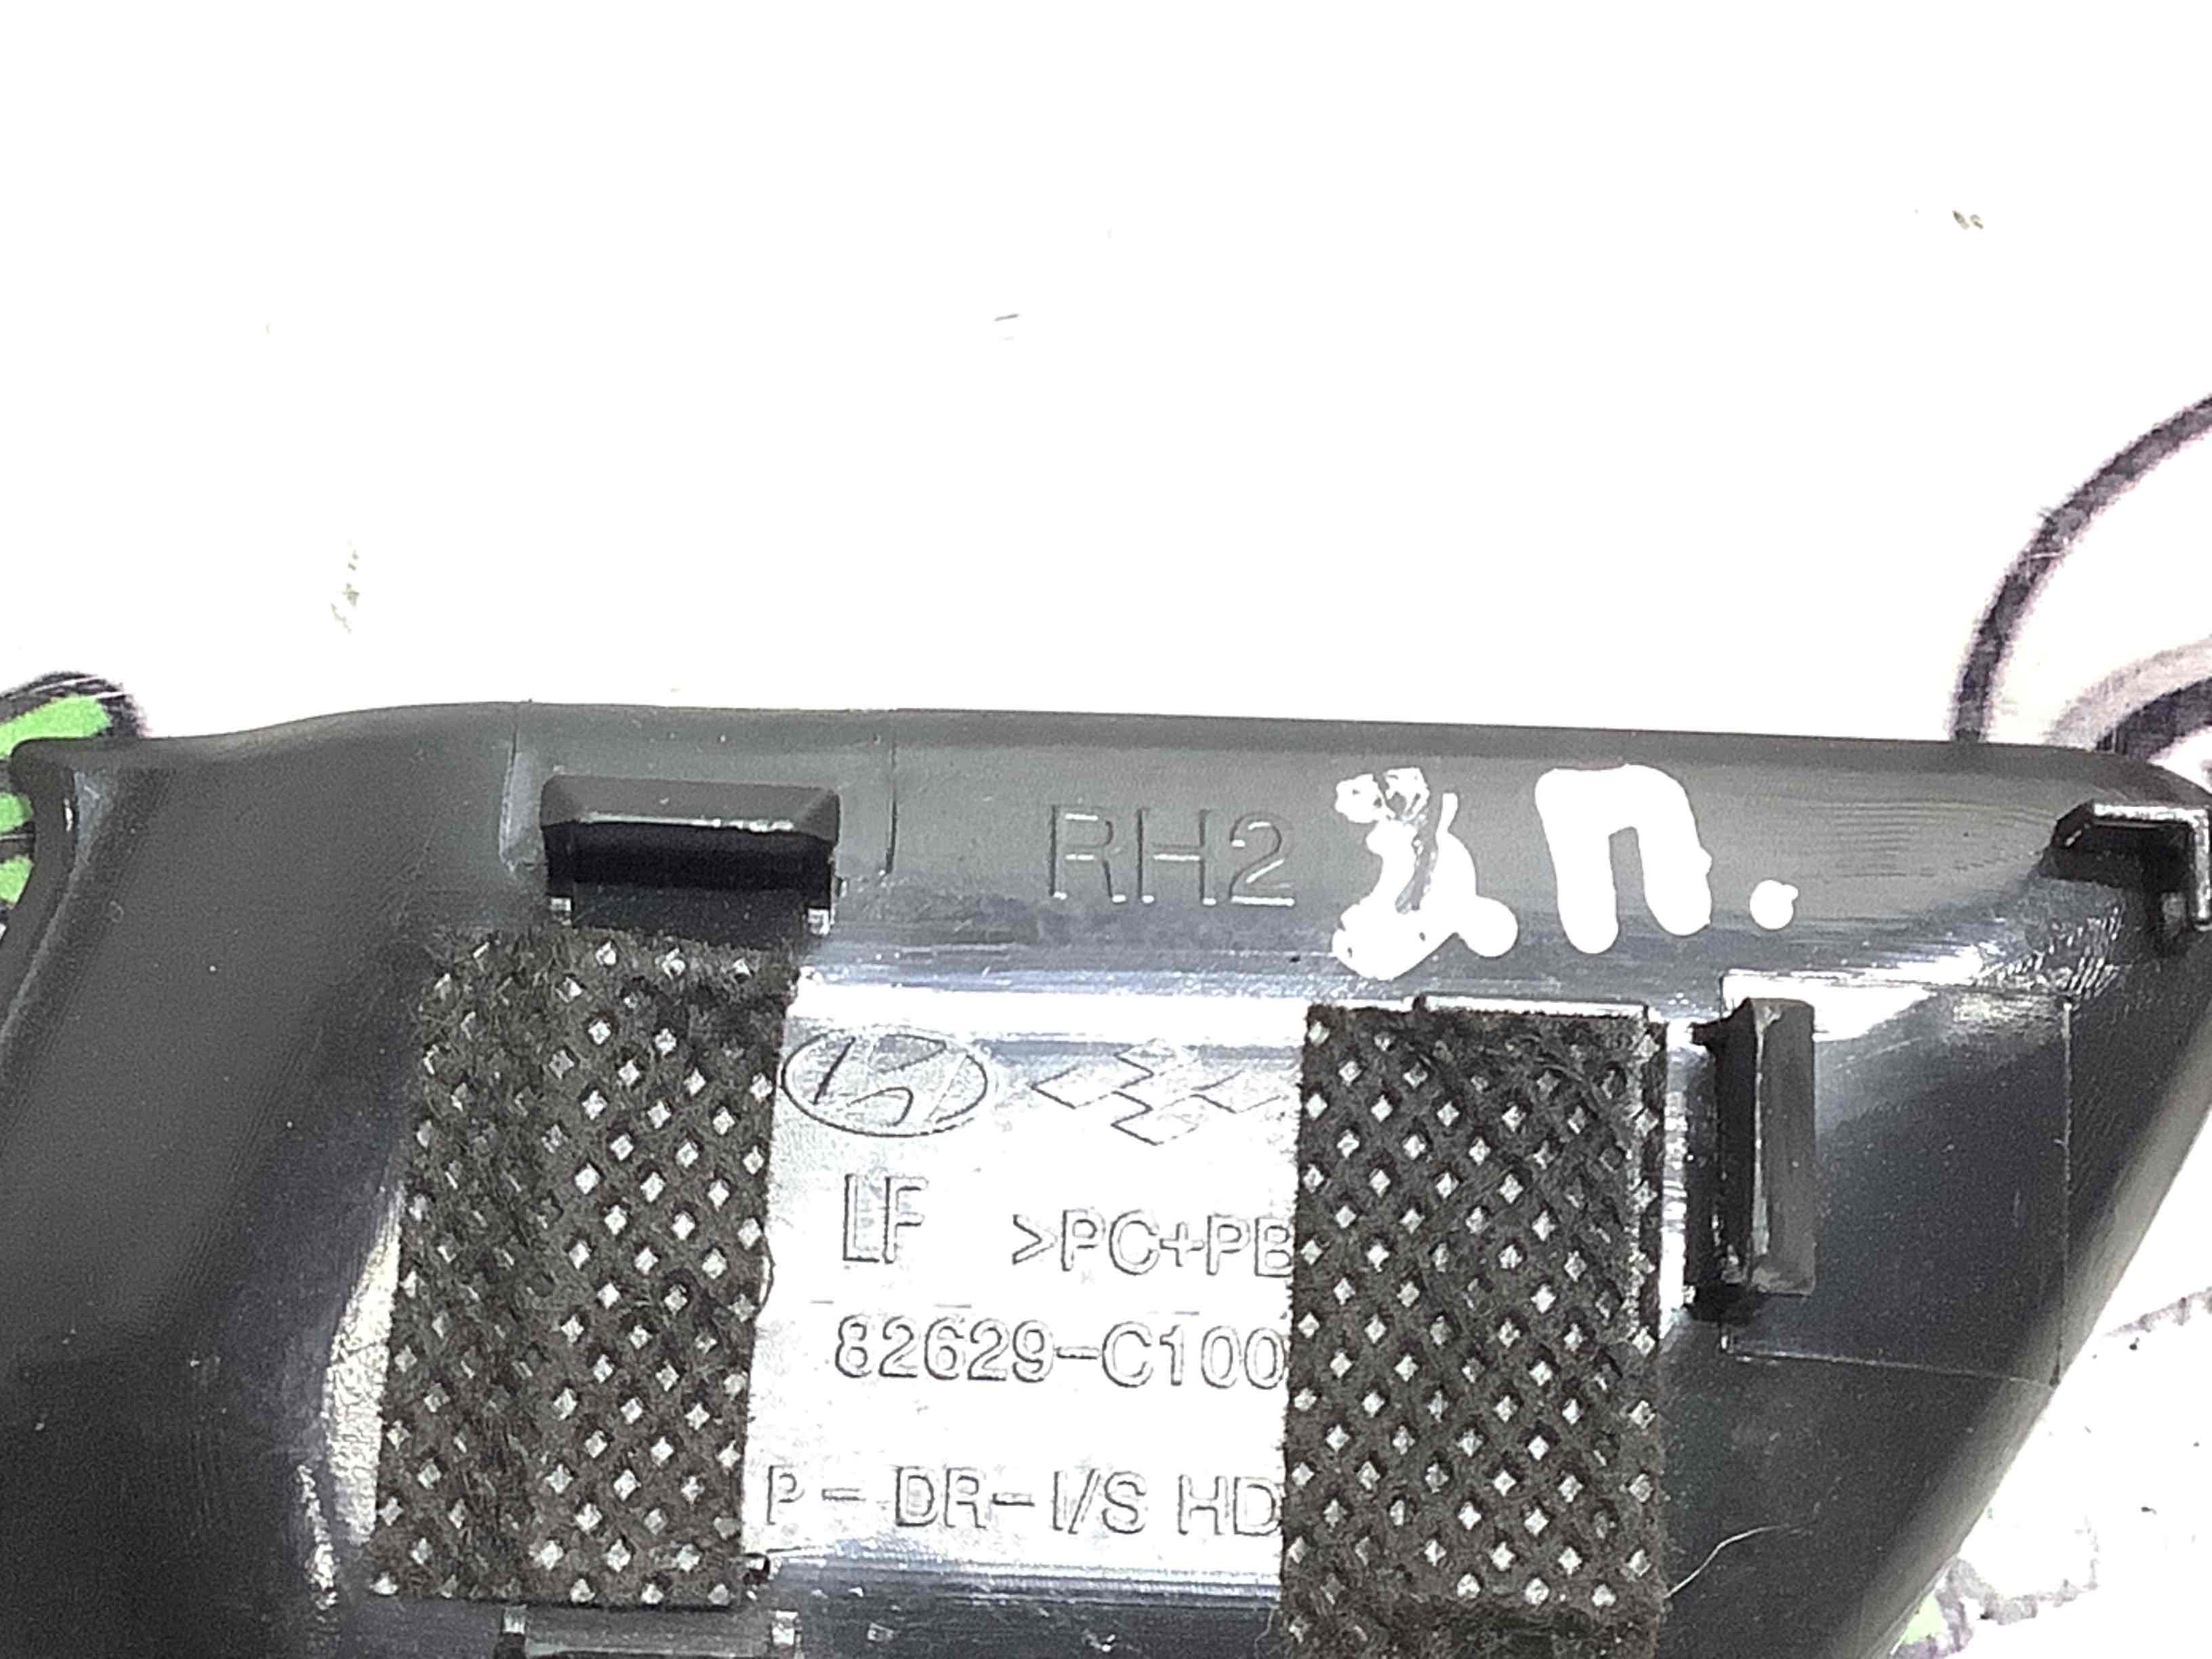 RH2
п.
LF >PC+PB
82629-C100
P-DR-I/S HD